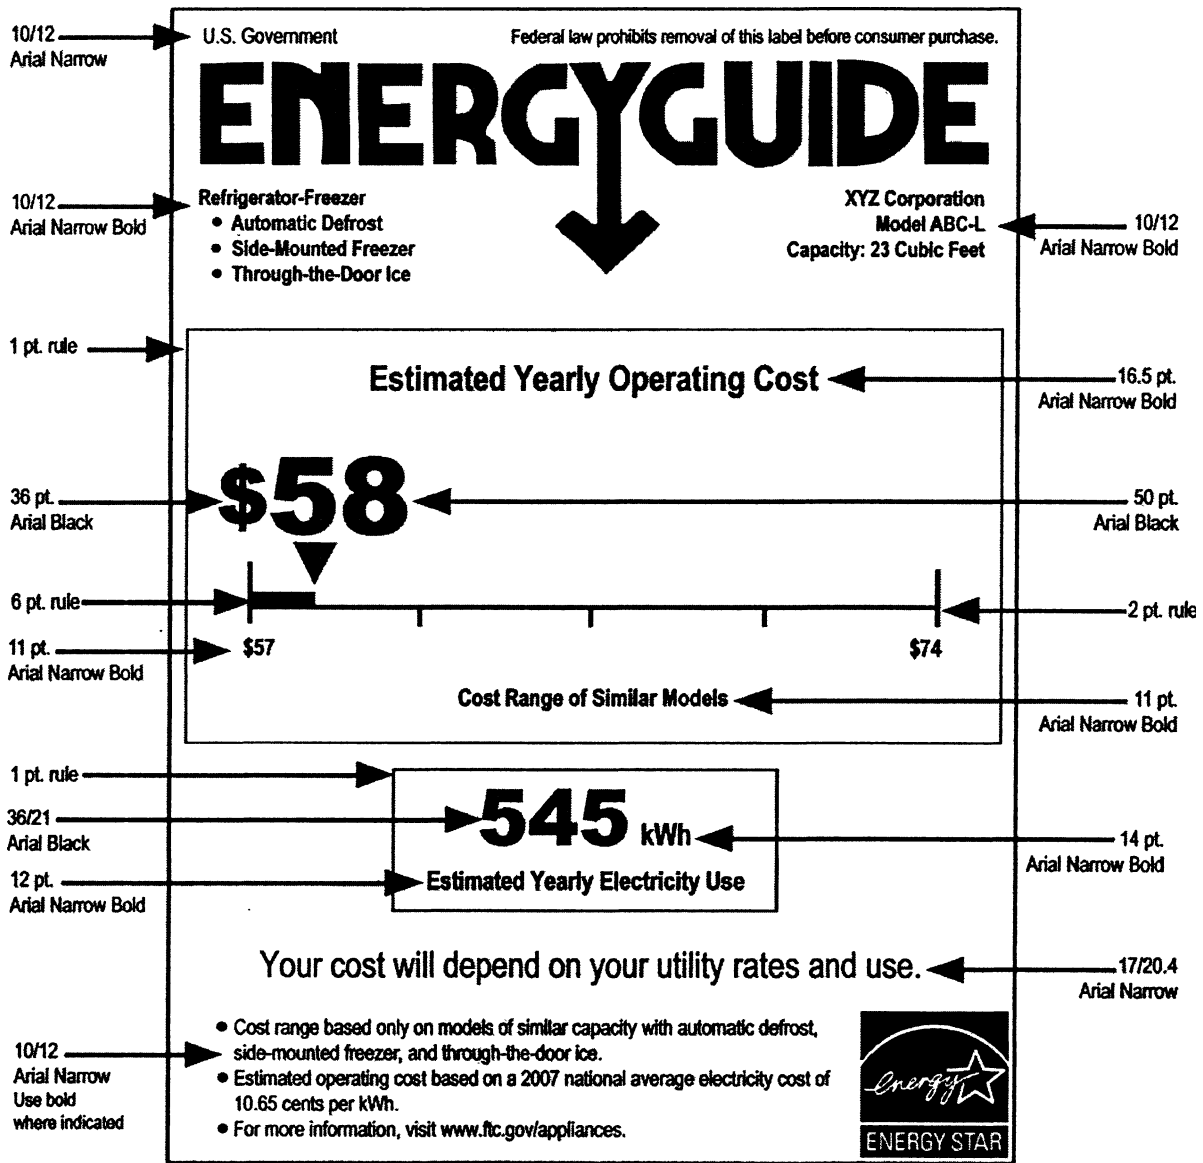 10/12
Arial Narrow
U.S. Government
Federal law prohibits removal of this label before consumer purchase.
ENERGYGUIDE
10/12
Arial Narrow Bold
Refrigerator-Freezer
• Automatic Defrost
• Side-Mounted Freezer
• Through-the-Door Ice
XYZ Corporation
Model ABC-L
Capacity: 23 Cubic Feet
10/12
Arial Narrow Bold
1 pt. rule
Estimated Yearly Operating Cost
16.5 pt.
Arial Narrow Bold
36 pt.
Arial Black
$58
50 pt.
Arial Black
6 pt. rule
2 pt. rule
11 pt.
Arial Narrow Bold
$57
$74
Cost Range of Similar Models
11 pt.
Arial Narrow Bold
1 pt. rule
36/21
Arial Black
545 kWh
14 pt.
Arial Narrow Bold
12 pt.
Arial Narrow Bold
Estimated Yearly Electricity Use
Your cost will depend on your utility rates and use.
17/20.4
Arial Narrow
10/12
Arial Narrow
Use bold
where indicated
• Cost range based only on models of similar capacity with automatic defrost,
side-mounted freezer, and through-the-door ice.
• Estimated operating cost based on a 2007 national average electricity cost of
10.65 cents per kWh.
• For more information, visit www.ftc.gov/appliances.
energy
ENERGY STAR